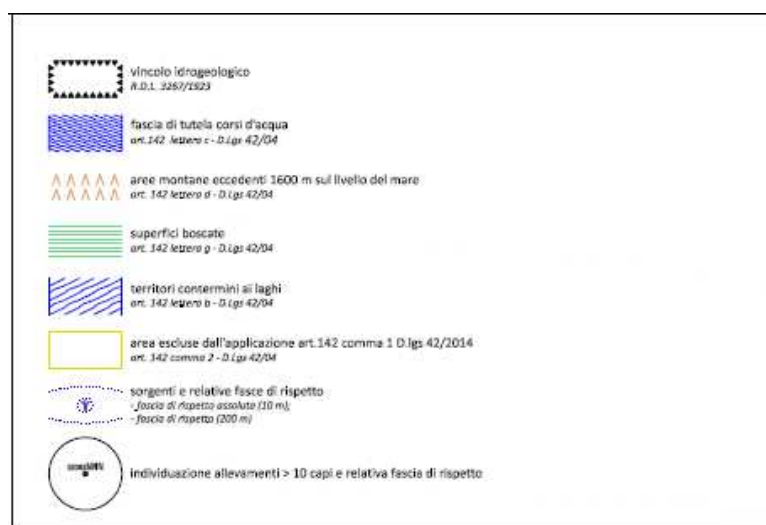 vincolo idrogeologico
R.D.L. 3267/1923
fascia di tutela corsi d'acqua
art.142 lettera c - D.Lgs 42/04
aree montane eccedenti 1600 m sul livello del mare
art. 142 lettera d - D.Lgs 42/04
superfici boscate
art. 142 lettera g - D.Lgs 42/04
territori contermini ai laghi
art. 142 lettera b - D.Lgs 42/04
area escluse dall'applicazione art.142 comma 1 D.lgs 42/2014
art. 142 comma 2 - D.Lgs 42/04
sorgenti e relative fasce di rispetto
- fascia di rispetto assoluta (10 m);
- fascia di rispetto (200 m)
individuazione allevamenti > 10 capi e relativa fascia di rispetto